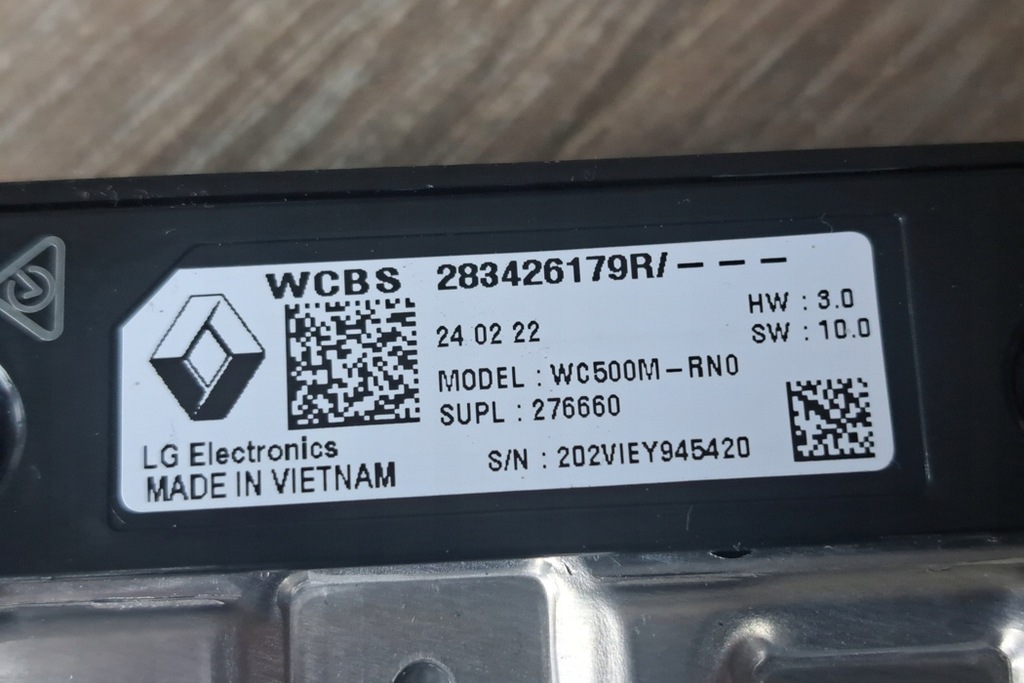 WCBS 283426179R/---
24 02 22
HW : 3.0
SW : 10.0
MODEL : WC500M-RN0
SUPL : 276660
LG Electronics
S/N : 202VIEY945420
MADE IN VIETNAM